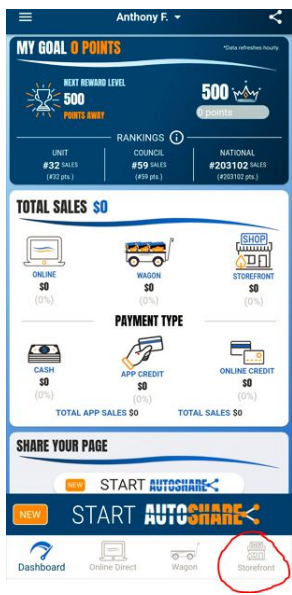 Anthony F.
MY GOAL 0 POINTS
*Data refreshes hourly
NEXT REWARD LEVEL
500
POINTS AWAY
500
0 points
RANKINGS
UNIT
#32 SALES
(#32 pts.)
COUNCIL
#59 SALES
(#59 pts.)
NATIONAL
#203102 SALES
(#203102 pts.)
TOTAL SALES $0
ONLINE
$0
(0%)
WAGON
$0
(0%)
SHOP
STOREFRONT
$0
(0%)
PAYMENT TYPE
CASH
$0
(0%)
APP CREDIT
$0
(0%)
ONLINE CREDIT
$0
(0%)
TOTAL APP SALES $0
TOTAL SALES $0
SHARE YOUR PAGE
NEW START AUTOSHARE
NEW START AUTOSHARE
Dashboard
Online Direct
Wagon
Storefront